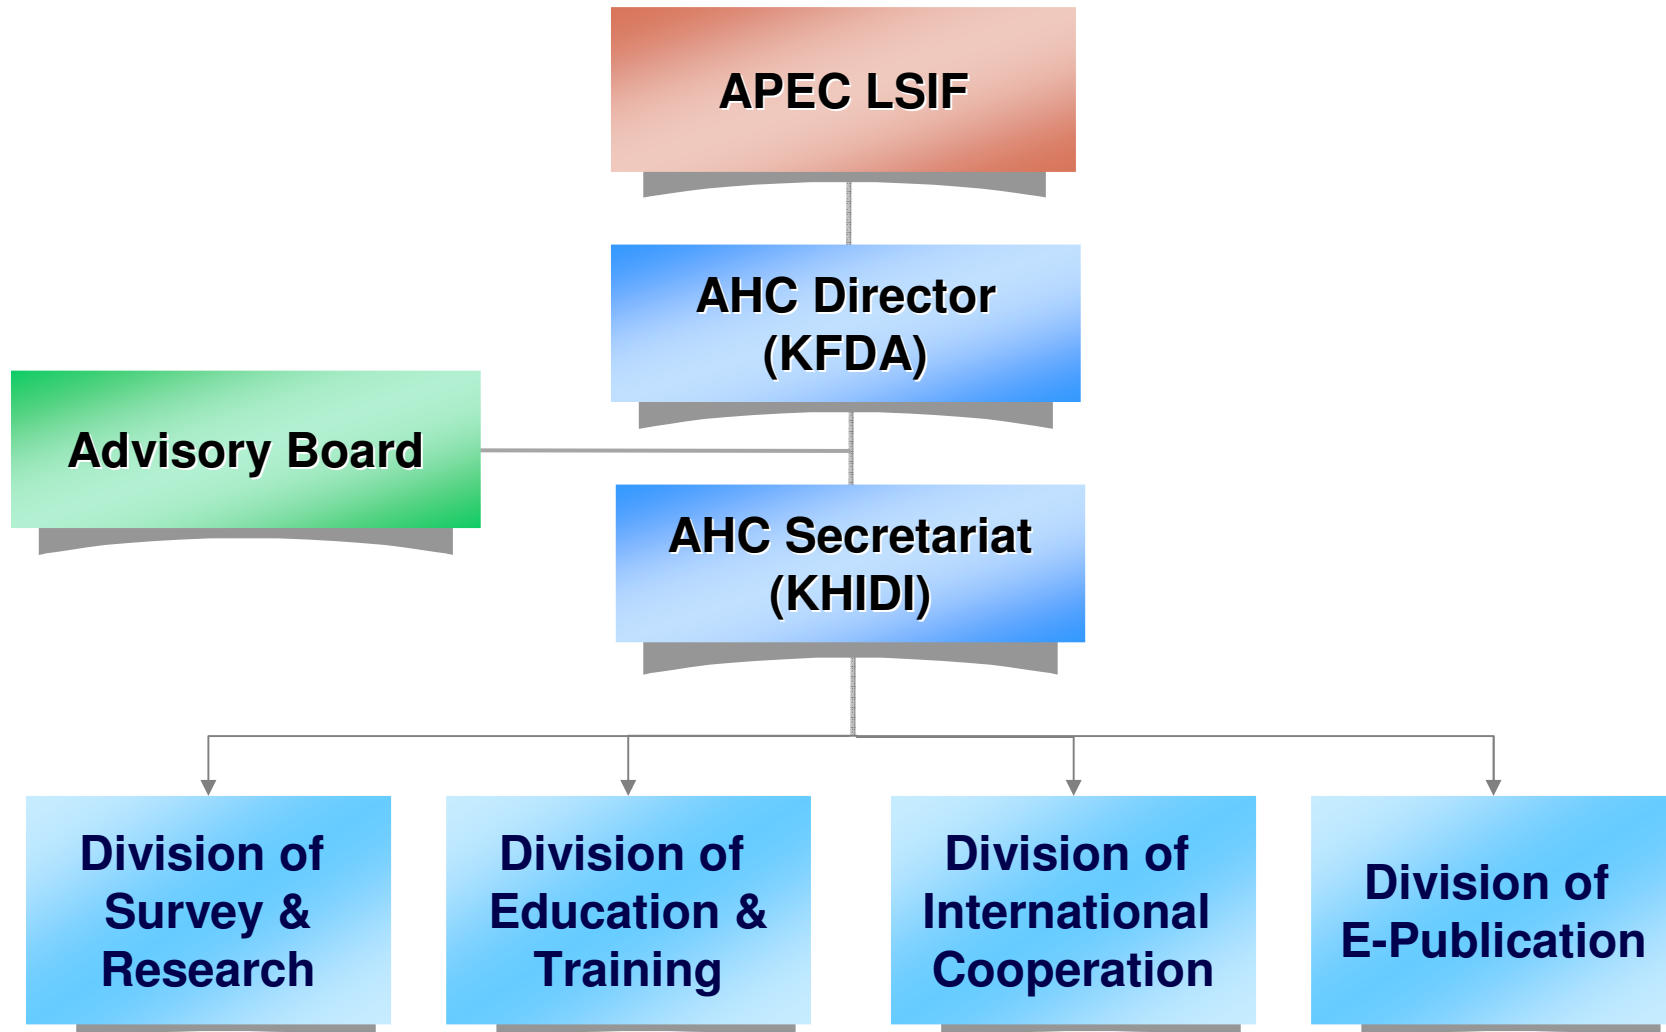 APEC LSIF
AHC Director
(KFDA)
Advisory Board
AHC Secretariat
(KHIDI)
Division of
Survey &
Research
Division of
Education &
Training
Division of
International
Cooperation
Division of
E-Publication